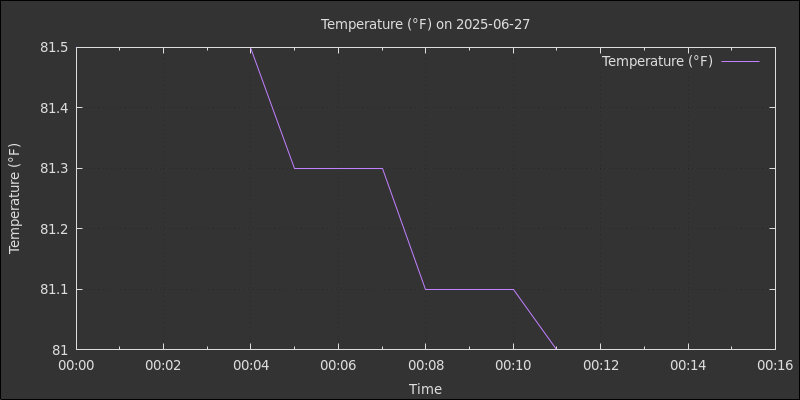 Temperature (°F) on 2025-06-27
Temperature (°F)
81.5
81.4
81.3
81.2
81.1
81
Temperature (°F)
00:00 00:02 00:04 00:06 00:08 00:10 00:12 00:14 00:16
Time